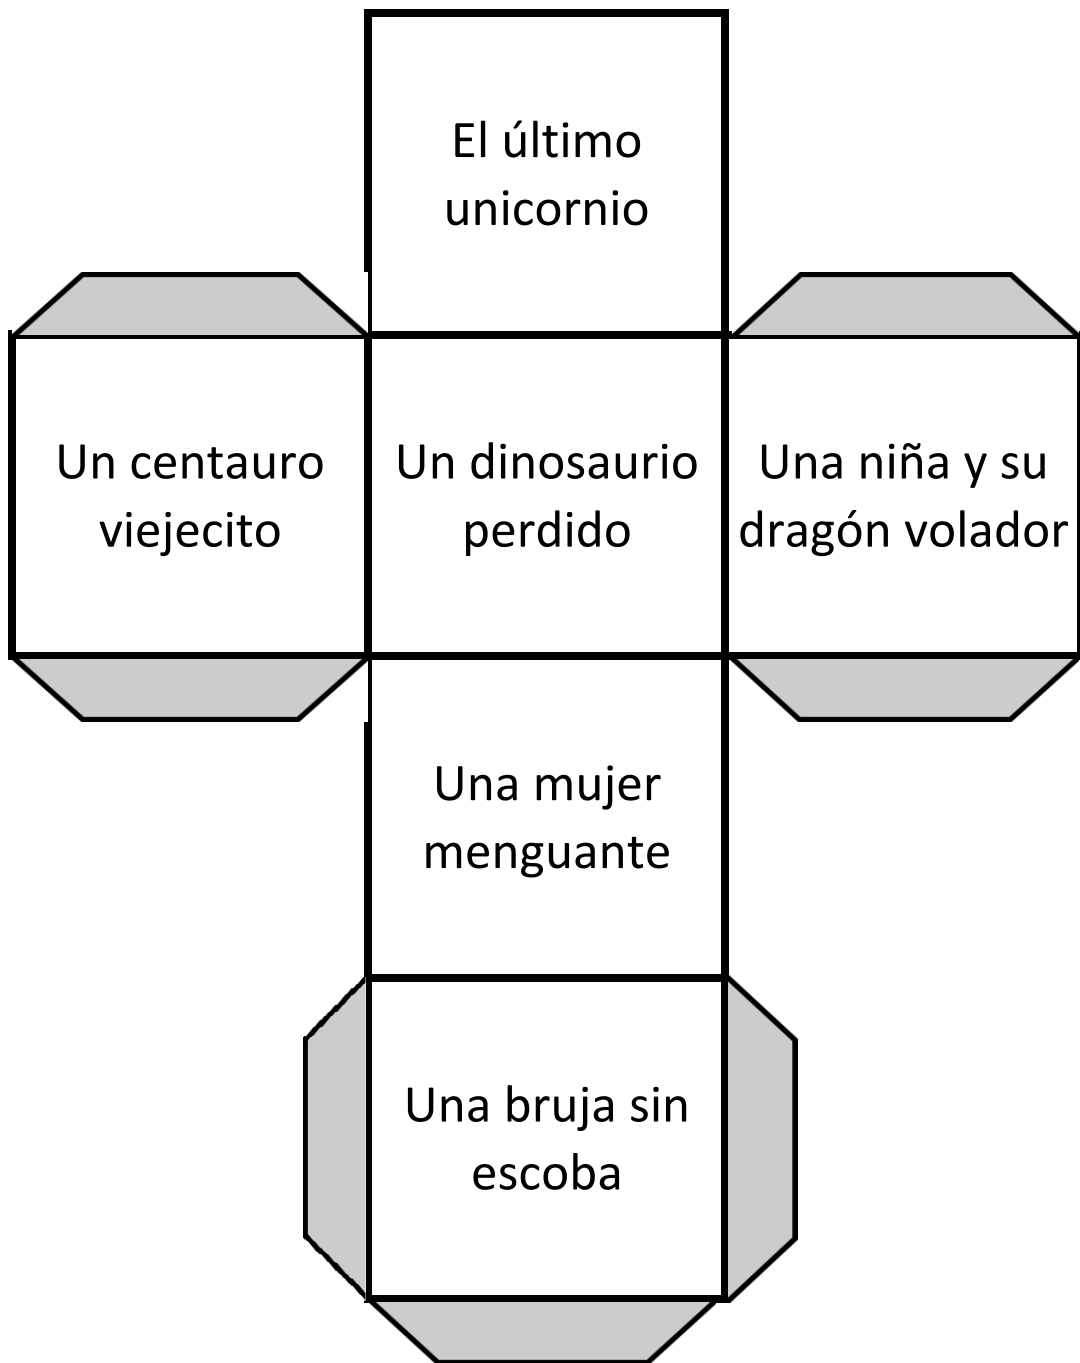 El último
unicornio
Un centauro
viejecito
Un dinosaurio
perdido
Una niña y su
dragón volador
Una mujer
menguante
Una bruja sin
escoba